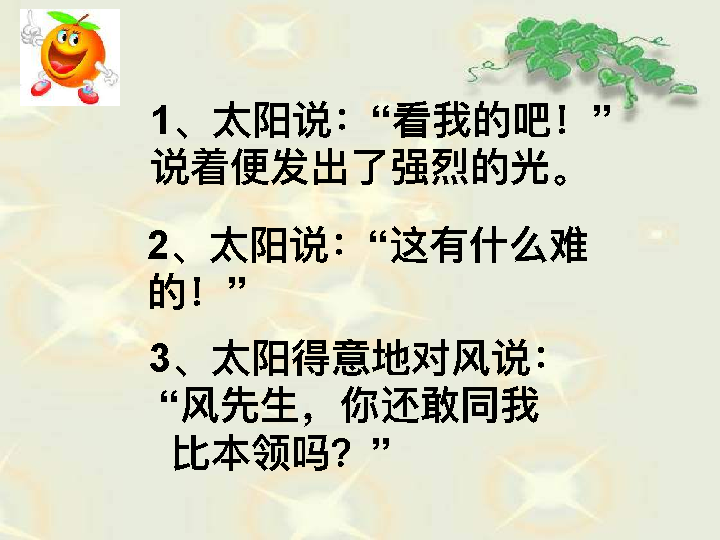 1、太阳说：“看我的吧！”
说着便发出了强烈的光。
2、太阳说：“这有什么难
的！”
3、太阳得意地对风说：
“风先生，你还敢同我
比本领吗？”